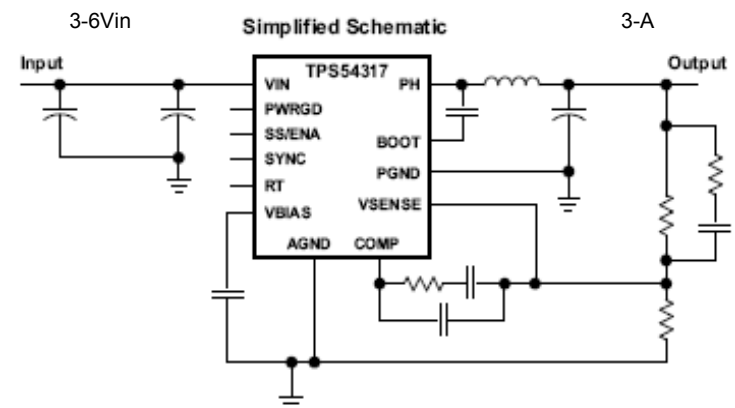 3-6Vin
Simplified Schematic
3-A
Input
TPS54317
Output
VIN
PH
PWRGD
SS/ENA
BOOT
SYNC
PGND
RT
VSENSE
VBIAS
AGND
COMP